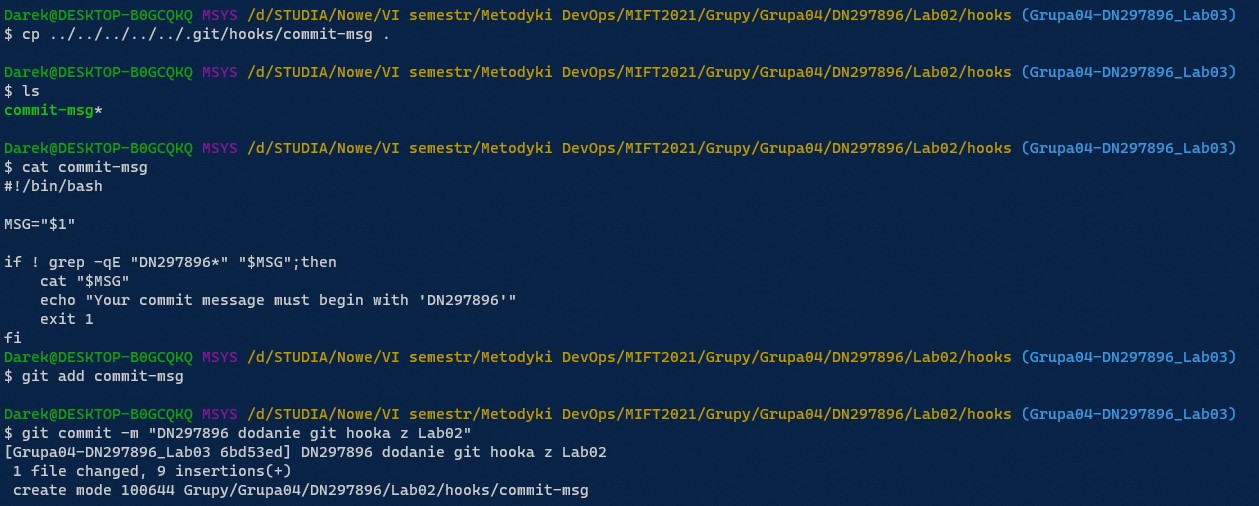 Darek@DESKTOP-B0GCQKQ MSYS /d/STUDIA/Nowe/VI semestr/Metodyki DevOps/MIFT2021/Grupy/Grupa04/DN297896/Lab02/hooks (Grupa04-DN297896_Lab03)
$ cp ../../../../../.git/hooks/commit-msg .
Darek@DESKTOP-B0GCQKQ MSYS /d/STUDIA/Nowe/VI semestr/Metodyki DevOps/MIFT2021/Grupy/Grupa04/DN297896/Lab02/hooks (Grupa04-DN297896_Lab03)
$ ls
commit-msg*
Darek@DESKTOP-B0GCQKQ MSYS /d/STUDIA/Nowe/VI semestr/Metodyki DevOps/MIFT2021/Grupy/Grupa04/DN297896/Lab02/hooks (Grupa04-DN297896_Lab03)
$ cat commit-msg
#!/bin/bash
MSG="$1"
if ! grep -qE "DN297896*" "$MSG";then
    cat "$MSG"
    echo "Your commit message must begin with 'DN297896'"
    exit 1
fi
Darek@DESKTOP-B0GCQKQ MSYS /d/STUDIA/Nowe/VI semestr/Metodyki DevOps/MIFT2021/Grupy/Grupa04/DN297896/Lab02/hooks (Grupa04-DN297896_Lab03)
$ git add commit-msg
Darek@DESKTOP-B0GCQKQ MSYS /d/STUDIA/Nowe/VI semestr/Metodyki DevOps/MIFT2021/Grupy/Grupa04/DN297896/Lab02/hooks (Grupa04-DN297896_Lab03)
$ git commit -m "DN297896 dodanie git hooka z Lab02"
[Grupa04-DN297896_Lab03 6bd53ed] DN297896 dodanie git hooka z Lab02
 1 file changed, 9 insertions(+)
 create mode 100644 Grupy/Grupa04/DN297896/Lab02/hooks/commit-msg